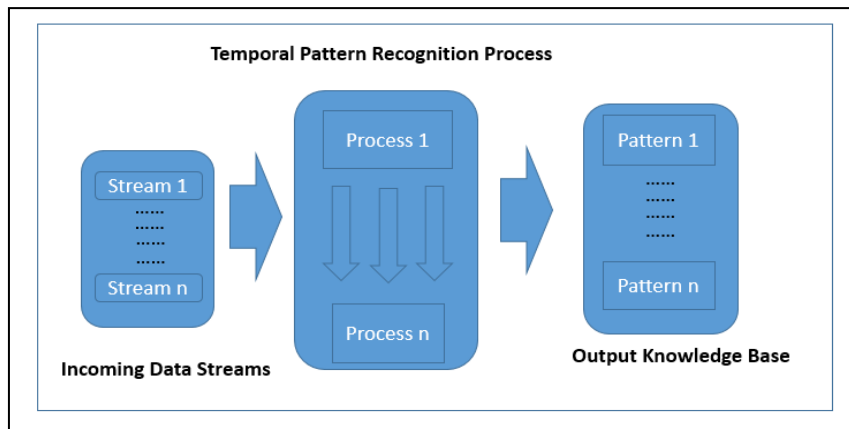 Temporal Pattern Recognition Process
Stream 1
......
......
......
......
Stream n
Incoming Data Streams
Process 1
Process n
Pattern 1
......
......
......
......
Pattern n
Output Knowledge Base